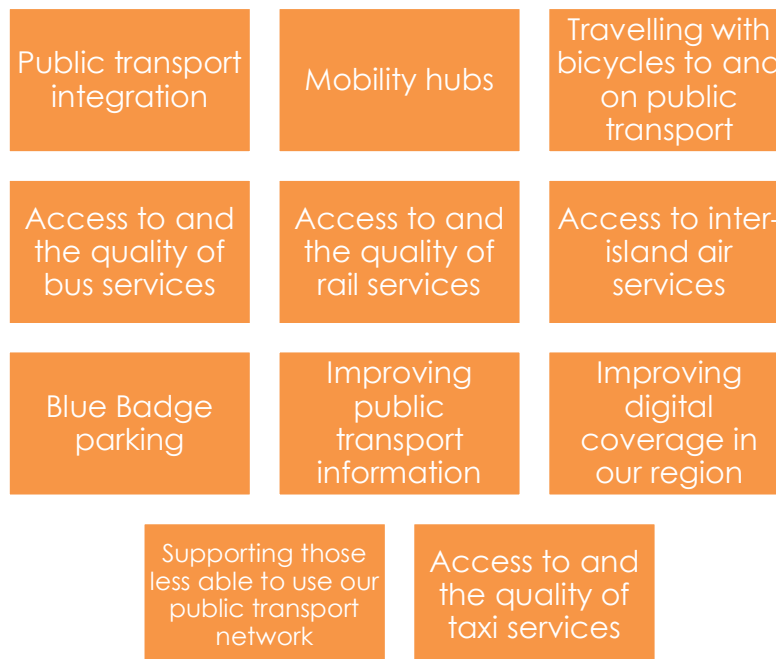 Public transport
integration
Mobility hubs
Travelling with
bicycles to and
on public
transport
Access to and
the quality of
bus services
Access to and
the quality of
rail services
Access to inter-
island air
services
Blue Badge
parking
Improving
public
transport
information
Improving
digital
coverage in
our region
Supporting those
less able to use our
public transport
network
Access to and
the quality of
taxi services